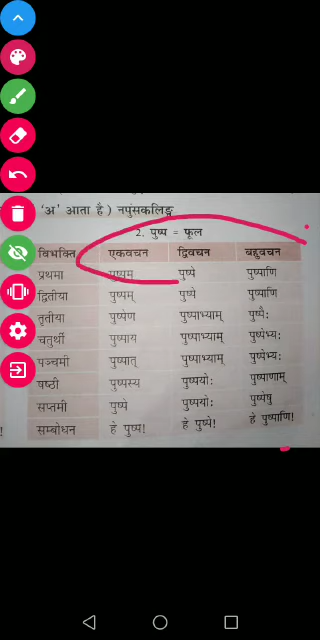 'अ' आता है) नपुंसकलिङ्ग
2. पुष्प = फूल
विभक्ति एकवचन द्विवचन बहुवचन
प्रथमा पुष्पम् पुष्पे पुष्पाणि
द्वितीया पुष्पम् पुष्पे पुष्पाणि
तृतीया पुष्पेण पुष्पाभ्याम् पुष्पैः
चतुर्थी पुष्पाय पुष्पाभ्याम् पुष्पेभ्यः
पञ्चमी पुष्पात् पुष्पाभ्याम् पुष्पेभ्यः
षष्ठी पुष्पस्य पुष्पयोः पुष्पाणाम्
सप्तमी पुष्पे पुष्पयोः पुष्पेषु
सम्बोधन हे पुष्प! हे पुष्पे! हे पुष्पाणि!